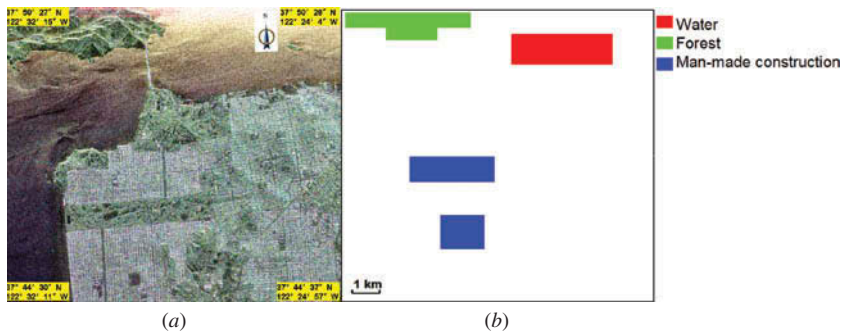 37° 50' 27" N
122° 32' 15" W
37° 50' 26" N
122° 24' 4" W
N
37° 44' 30" N
122° 32' 11" W
37° 44' 37" N
122° 24' 57" W
1 km
Water
Forest
Man-made construction
(a)
(b)